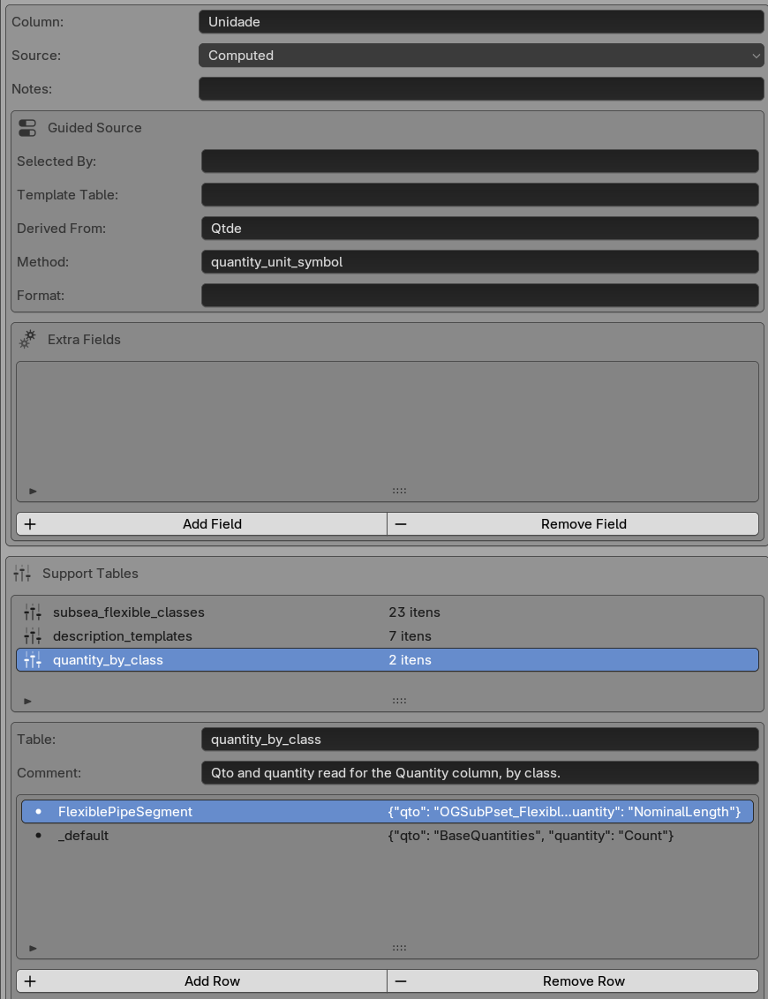 Column: Unidade
Source: Computed
Notes:
Guided Source
Selected By:
Template Table:
Derived From: Qtde
Method: quantity_unit_symbol
Format:
Extra Fields
Add Field Remove Field
Support Tables
subsea_flexible_classes 23 itens
description_templates 7 itens
quantity_by_class 2 itens
Table: quantity_by_class
Comment: Qto and quantity read for the Quantity column, by class.
FlexiblePipeSegment {"qto": "OGSubPset_Flexibl...uantity": "NominalLength"}
_default {"qto": "BaseQuantities", "quantity": "Count"}
Add Row Remove Row